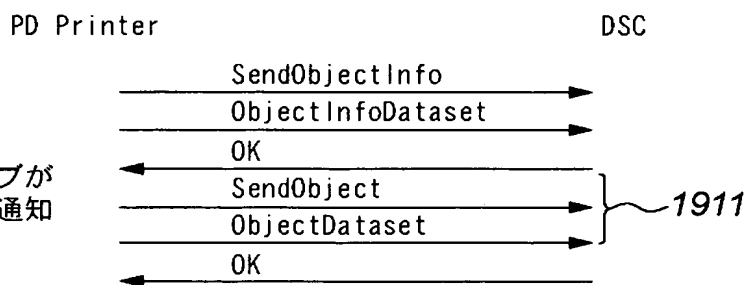 PD Printer DSC
SendObjectInfo
ObjectInfoDataset
OK
ブが
SendObject
通知
1911
ObjectDataset
OK